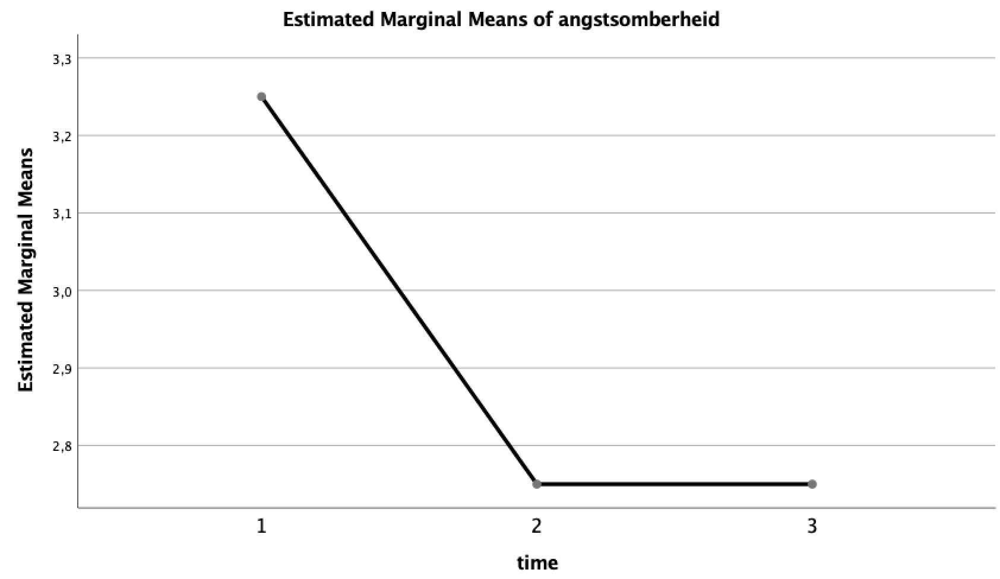 Estimated Marginal Means of angstsomberheid
Estimated Marginal Means
3,3
3,2
3,1
3,0
2,9
2,8
1 2 3
time